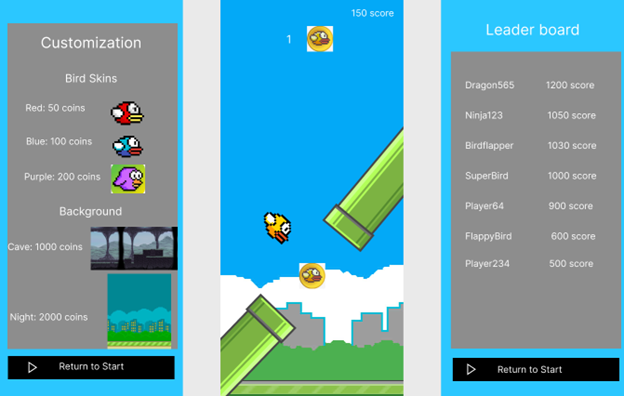 Customization
Bird Skins
Red: 50 coins
Blue: 100 coins
Purple: 200 coins
Background
Cave: 1000 coins
Night: 2000 coins
Return to Start
150 score
1
Leader board
Dragon565 1200 score
Ninja123 1050 score
Birdflapper 1030 score
SuperBird 1000 score
Player64 900 score
FlappyBird 600 score
Player234 500 score
Return to Start